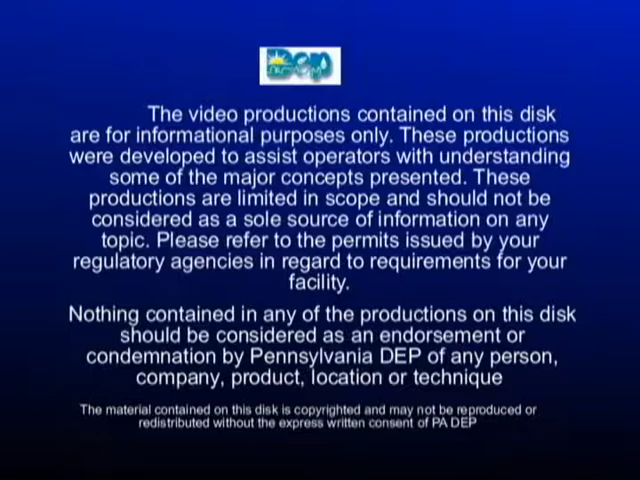 Dep
The video productions contained on this disk
are for informational purposes only. These productions
were developed to assist operators with understanding
some of the major concepts presented. These
productions are limited in scope and should not be
considered as a sole source of information on any
topic. Please refer to the permits issued by your
regulatory agencies in regard to requirements for your
facility.
Nothing contained in any of the productions on this disk
should be considered as an endorsement or
condemnation by Pennsylvania DEP of any person,
company, product, location or technique
The material contained on this disk is copyrighted and may not be reproduced or
redistributed without the express written consent of PA DEP